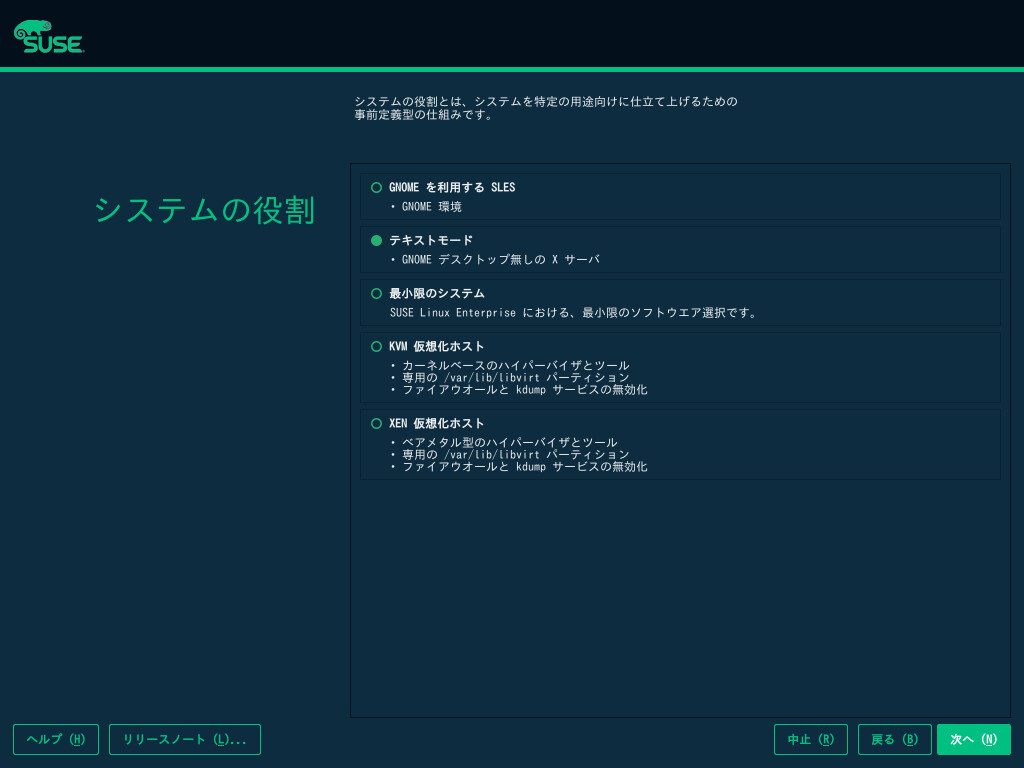 SUSE
システムの役割とは、システムを特定の用途向けに仕立て上げるための
事前定義型の仕組みです。
システムの役割
GNOME を利用する SLES
• GNOME 環境
テキストモード
• GNOME デスクトップ無しの X サーバ
最小限のシステム
SUSE Linux Enterprise における、最小限のソフトウエア選択です。
KVM 仮想化ホスト
• カーネルベースのハイパーバイザとツール
• 専用の /var/lib/libvirt パーティション
• ファイアウオールと kdump サービスの無効化
XEN 仮想化ホスト
• ベアメタル型のハイパーバイザとツール
• 専用の /var/lib/libvirt パーティション
• ファイアウオールと kdump サービスの無効化
ヘルプ (H)
リリースノート (L)...
中止 (R)
戻る (B)
次へ (N)